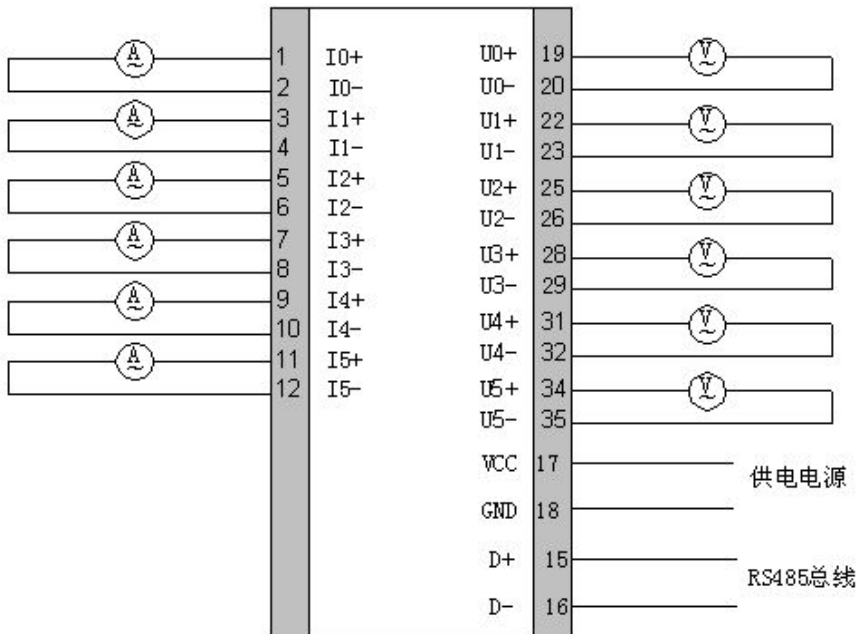 A 1 I0+ U0+ 19 V
2 I0- U0- 20
A 3 I1+ U1+ 22 V
4 I1- U1- 23
A 5 I2+ U2+ 25 V
6 I2- U2- 26
A 7 I3+ U3+ 28 V
8 I3- U3- 29
A 9 I4+ U4+ 31 V
10 I4- U4- 32
A 11 I5+ U5+ 34 V
12 I5- U5- 35
VCC 17
供电电源
GND 18
D+ 15
RS485总线
D- 16